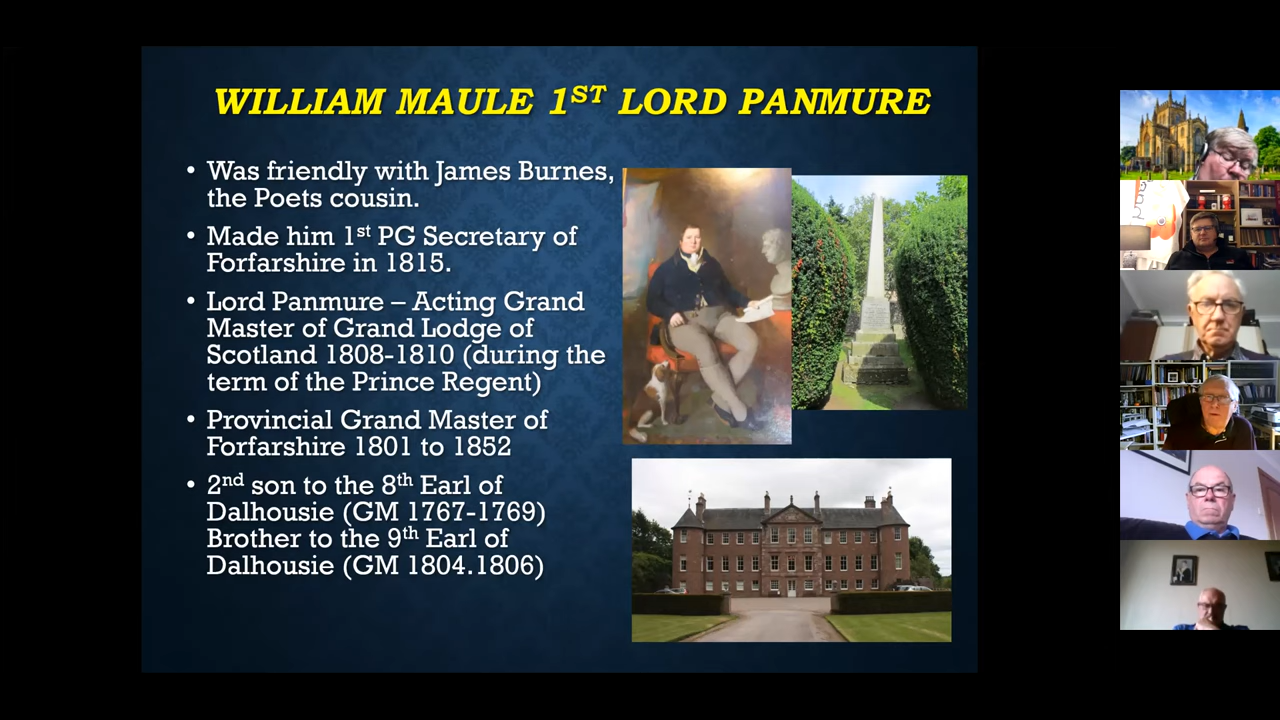 WILLIAM MAULE 1ST LORD PANMURE
• Was friendly with James Burnes,
the Poets cousin.
• Made him 1st PG Secretary of
Forfarshire in 1815.
• Lord Panmure – Acting Grand
Master of Grand Lodge of
Scotland 1808-1810 (during the
term of the Prince Regent)
• Provincial Grand Master of
Forfarshire 1801 to 1852
• 2nd son to the 8th Earl of
Dalhousie (GM 1767-1769)
Brother to the 9th Earl of
Dalhousie (GM 1804.1806)